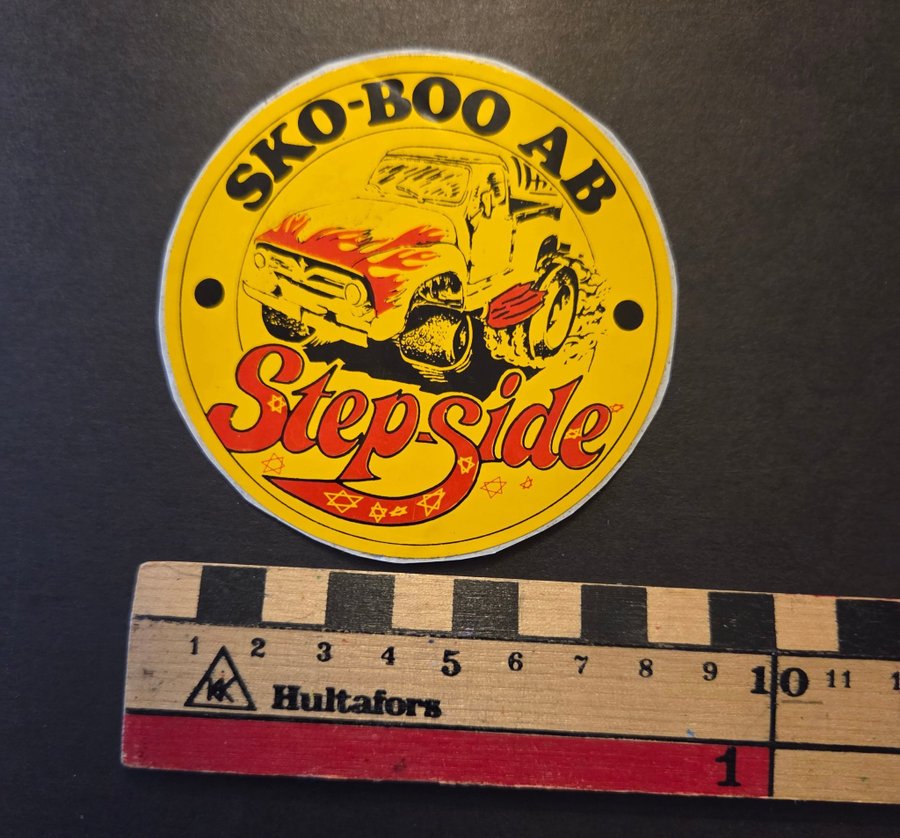 SKO-BOO AB
Step-Side
1 2 3 4 5 6 7 8 9 10 11
Hultafors
1